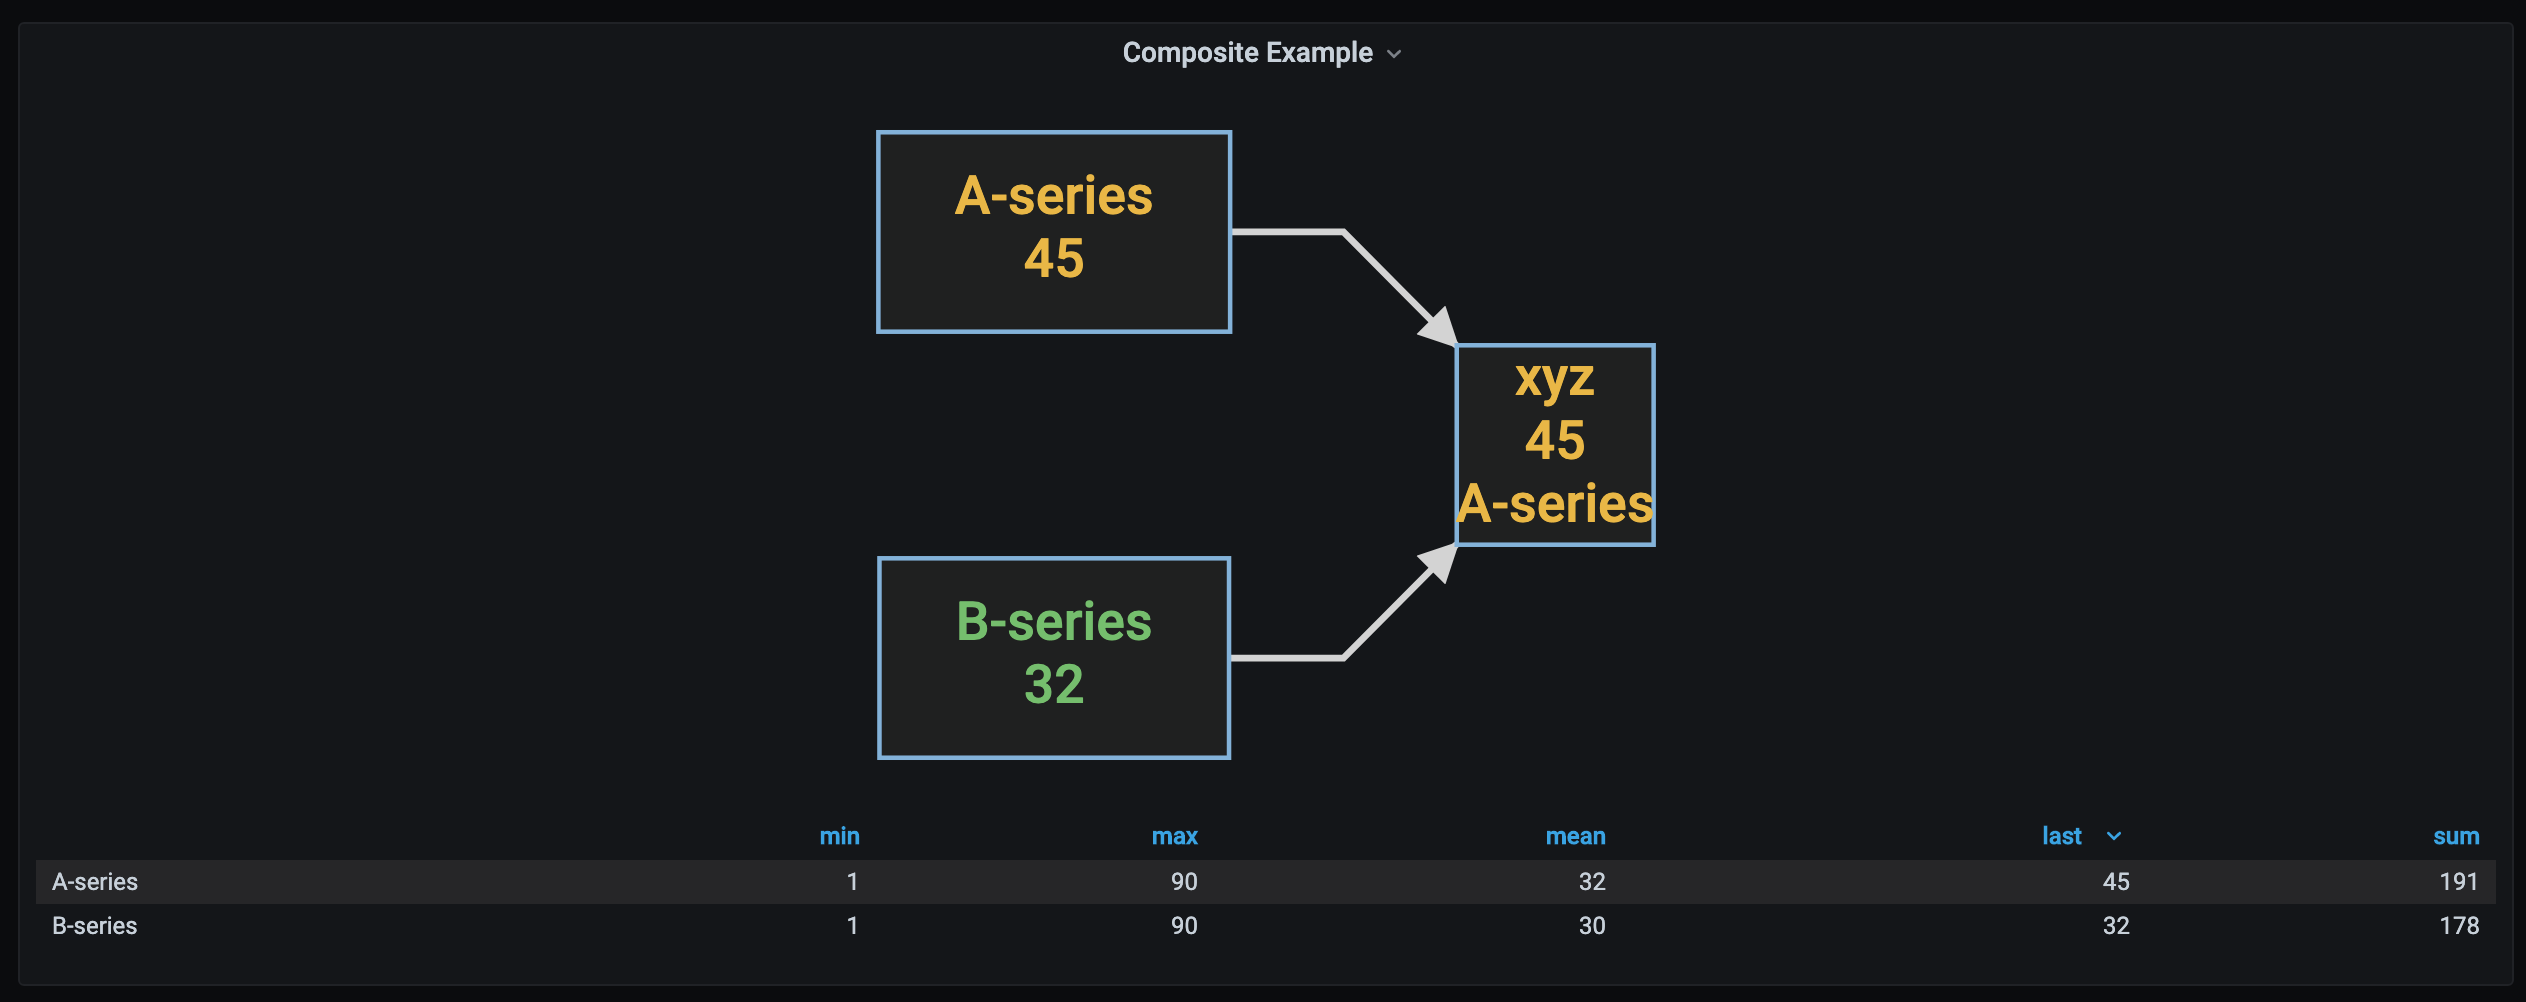 Composite Example
A-series
45
xyz
45
A-series
B-series
32
min max mean last sum
A-series 1 90 32 45 191
B-series 1 90 30 32 178